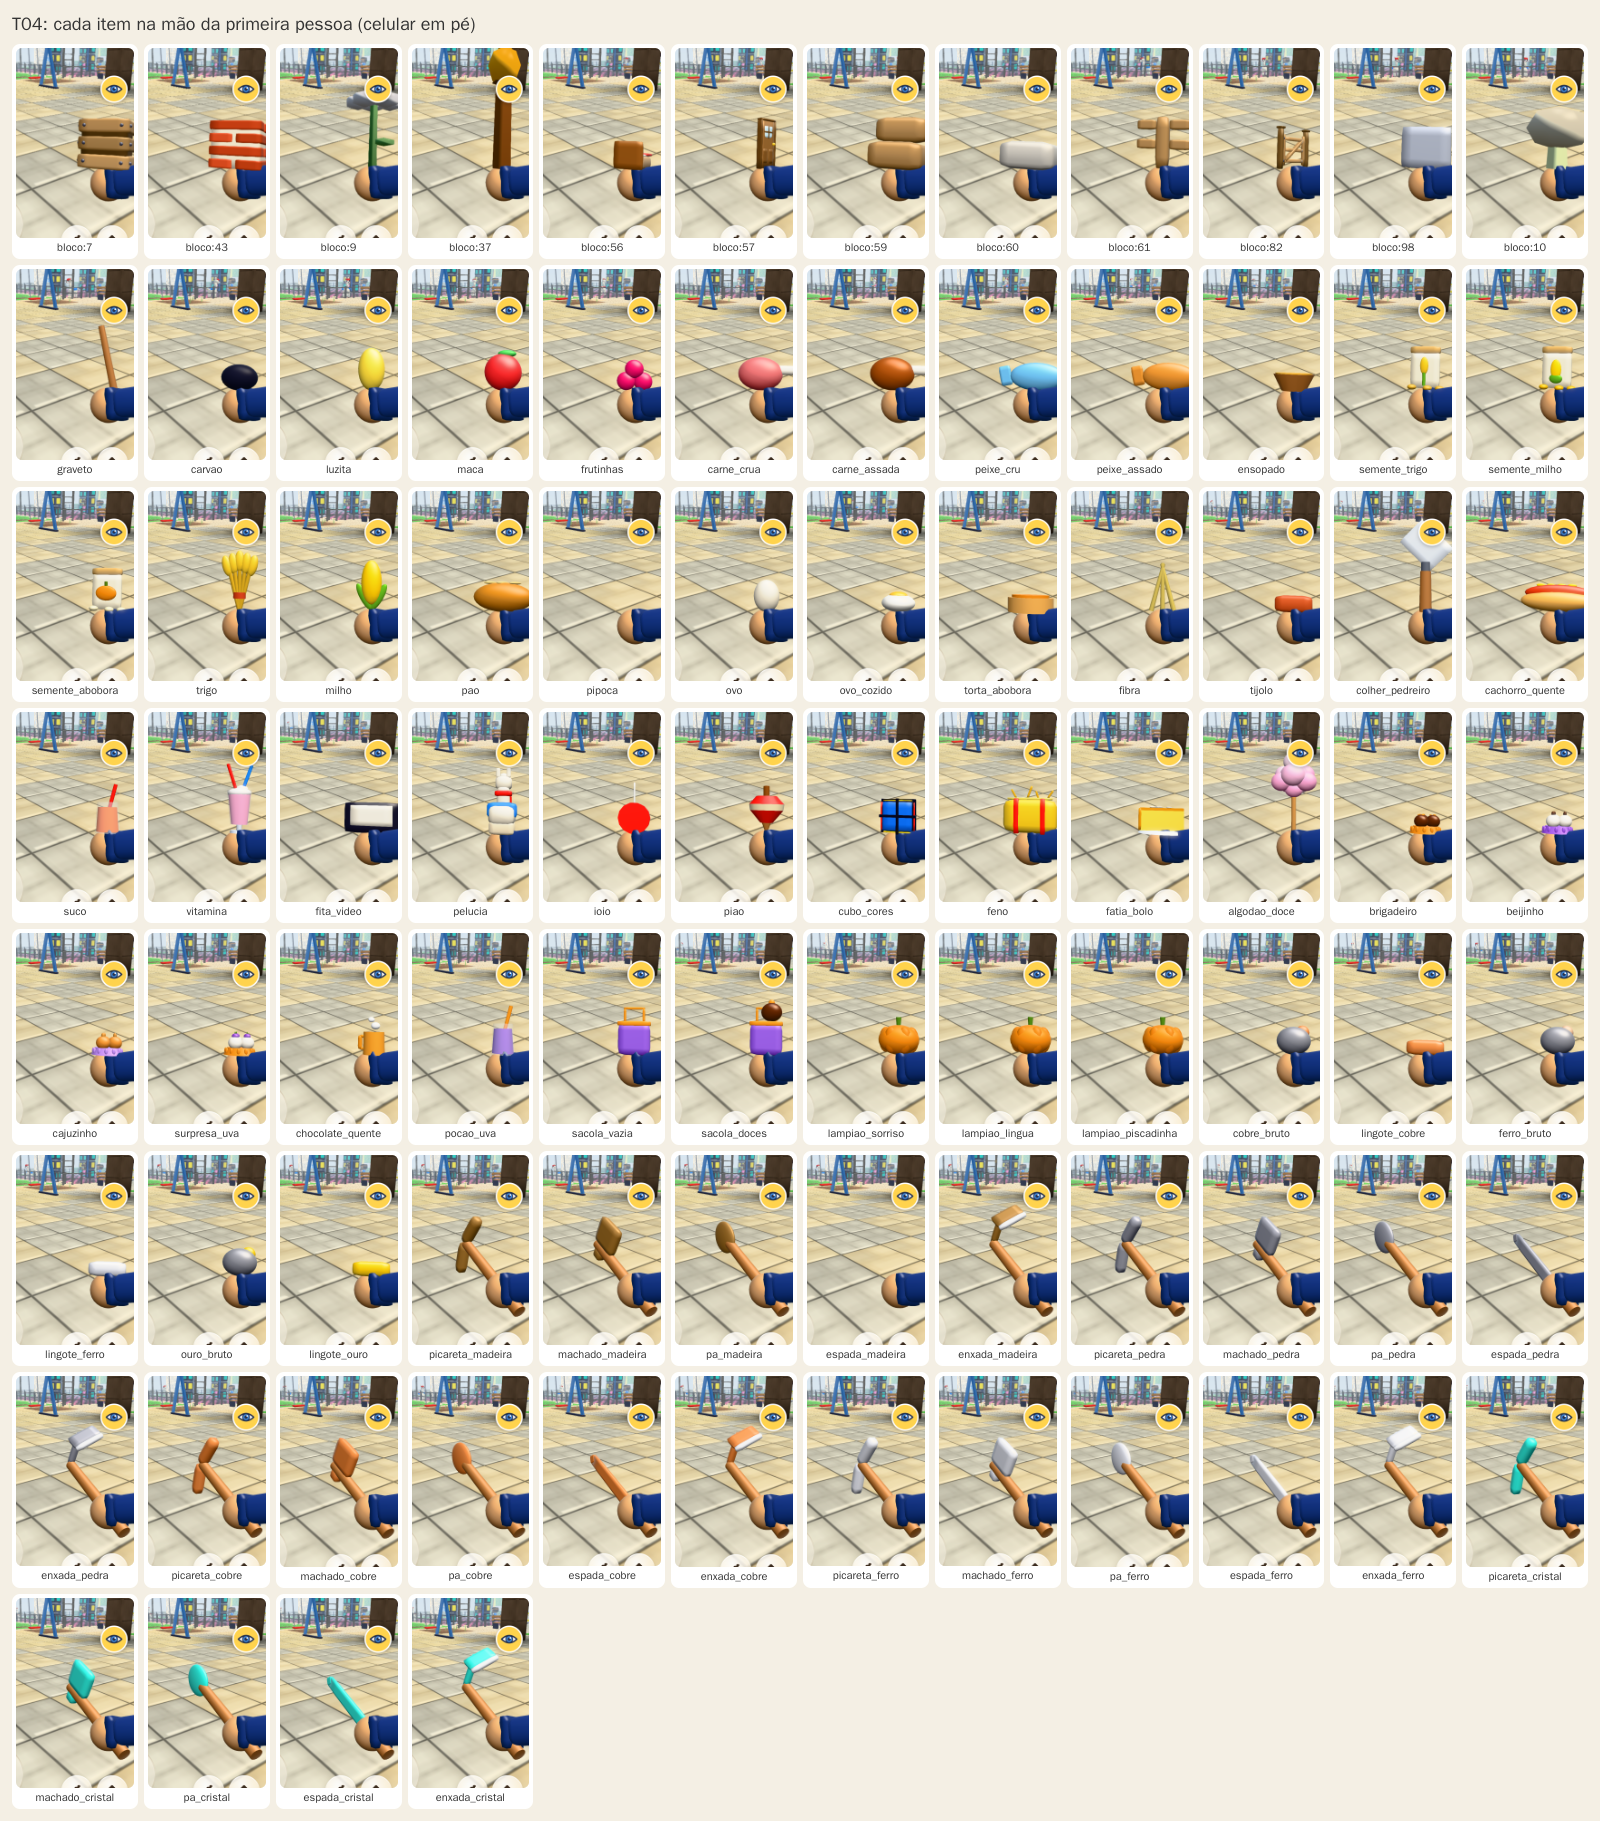 T04: cada item na mão da primeira pessoa (celular em pé)
bloco:7 bloco:43 bloco:9 bloco:37 bloco:56 bloco:57 bloco:59 bloco:60 bloco:61 bloco:82 bloco:98 bloco:10
graveto carvao luzita maca frutinhas carne_crua carne_assada peixe_cru peixe_assado ensopado semente_trigo semente_milho
semente_abobora trigo milho pao pipoca ovo ovo_cozido torta_abobora fibra tijolo colher_pedreiro cachorro_quente
suco vitamina fita_video pelucia ioio piao cubo_cores feno fatia_bolo algodao_doce brigadeiro beijinho
cajuzinho surpresa_uva chocolate_quente pocao_uva sacola_vazia sacola_doces lampiao_sorriso lampiao_lingua lampiao_piscadinha cobre_bruto lingote_cobre ferro_bruto
lingote_ferro ouro_bruto lingote_ouro picareta_madeira machado_madeira pa_madeira espada_madeira enxada_madeira picareta_pedra machado_pedra pa_pedra espada_pedra
enxada_pedra picareta_cobre machado_cobre pa_cobre espada_cobre enxada_cobre picareta_ferro machado_ferro pa_ferro espada_ferro enxada_ferro picareta_cristal
machado_cristal pa_cristal espada_cristal enxada_cristal